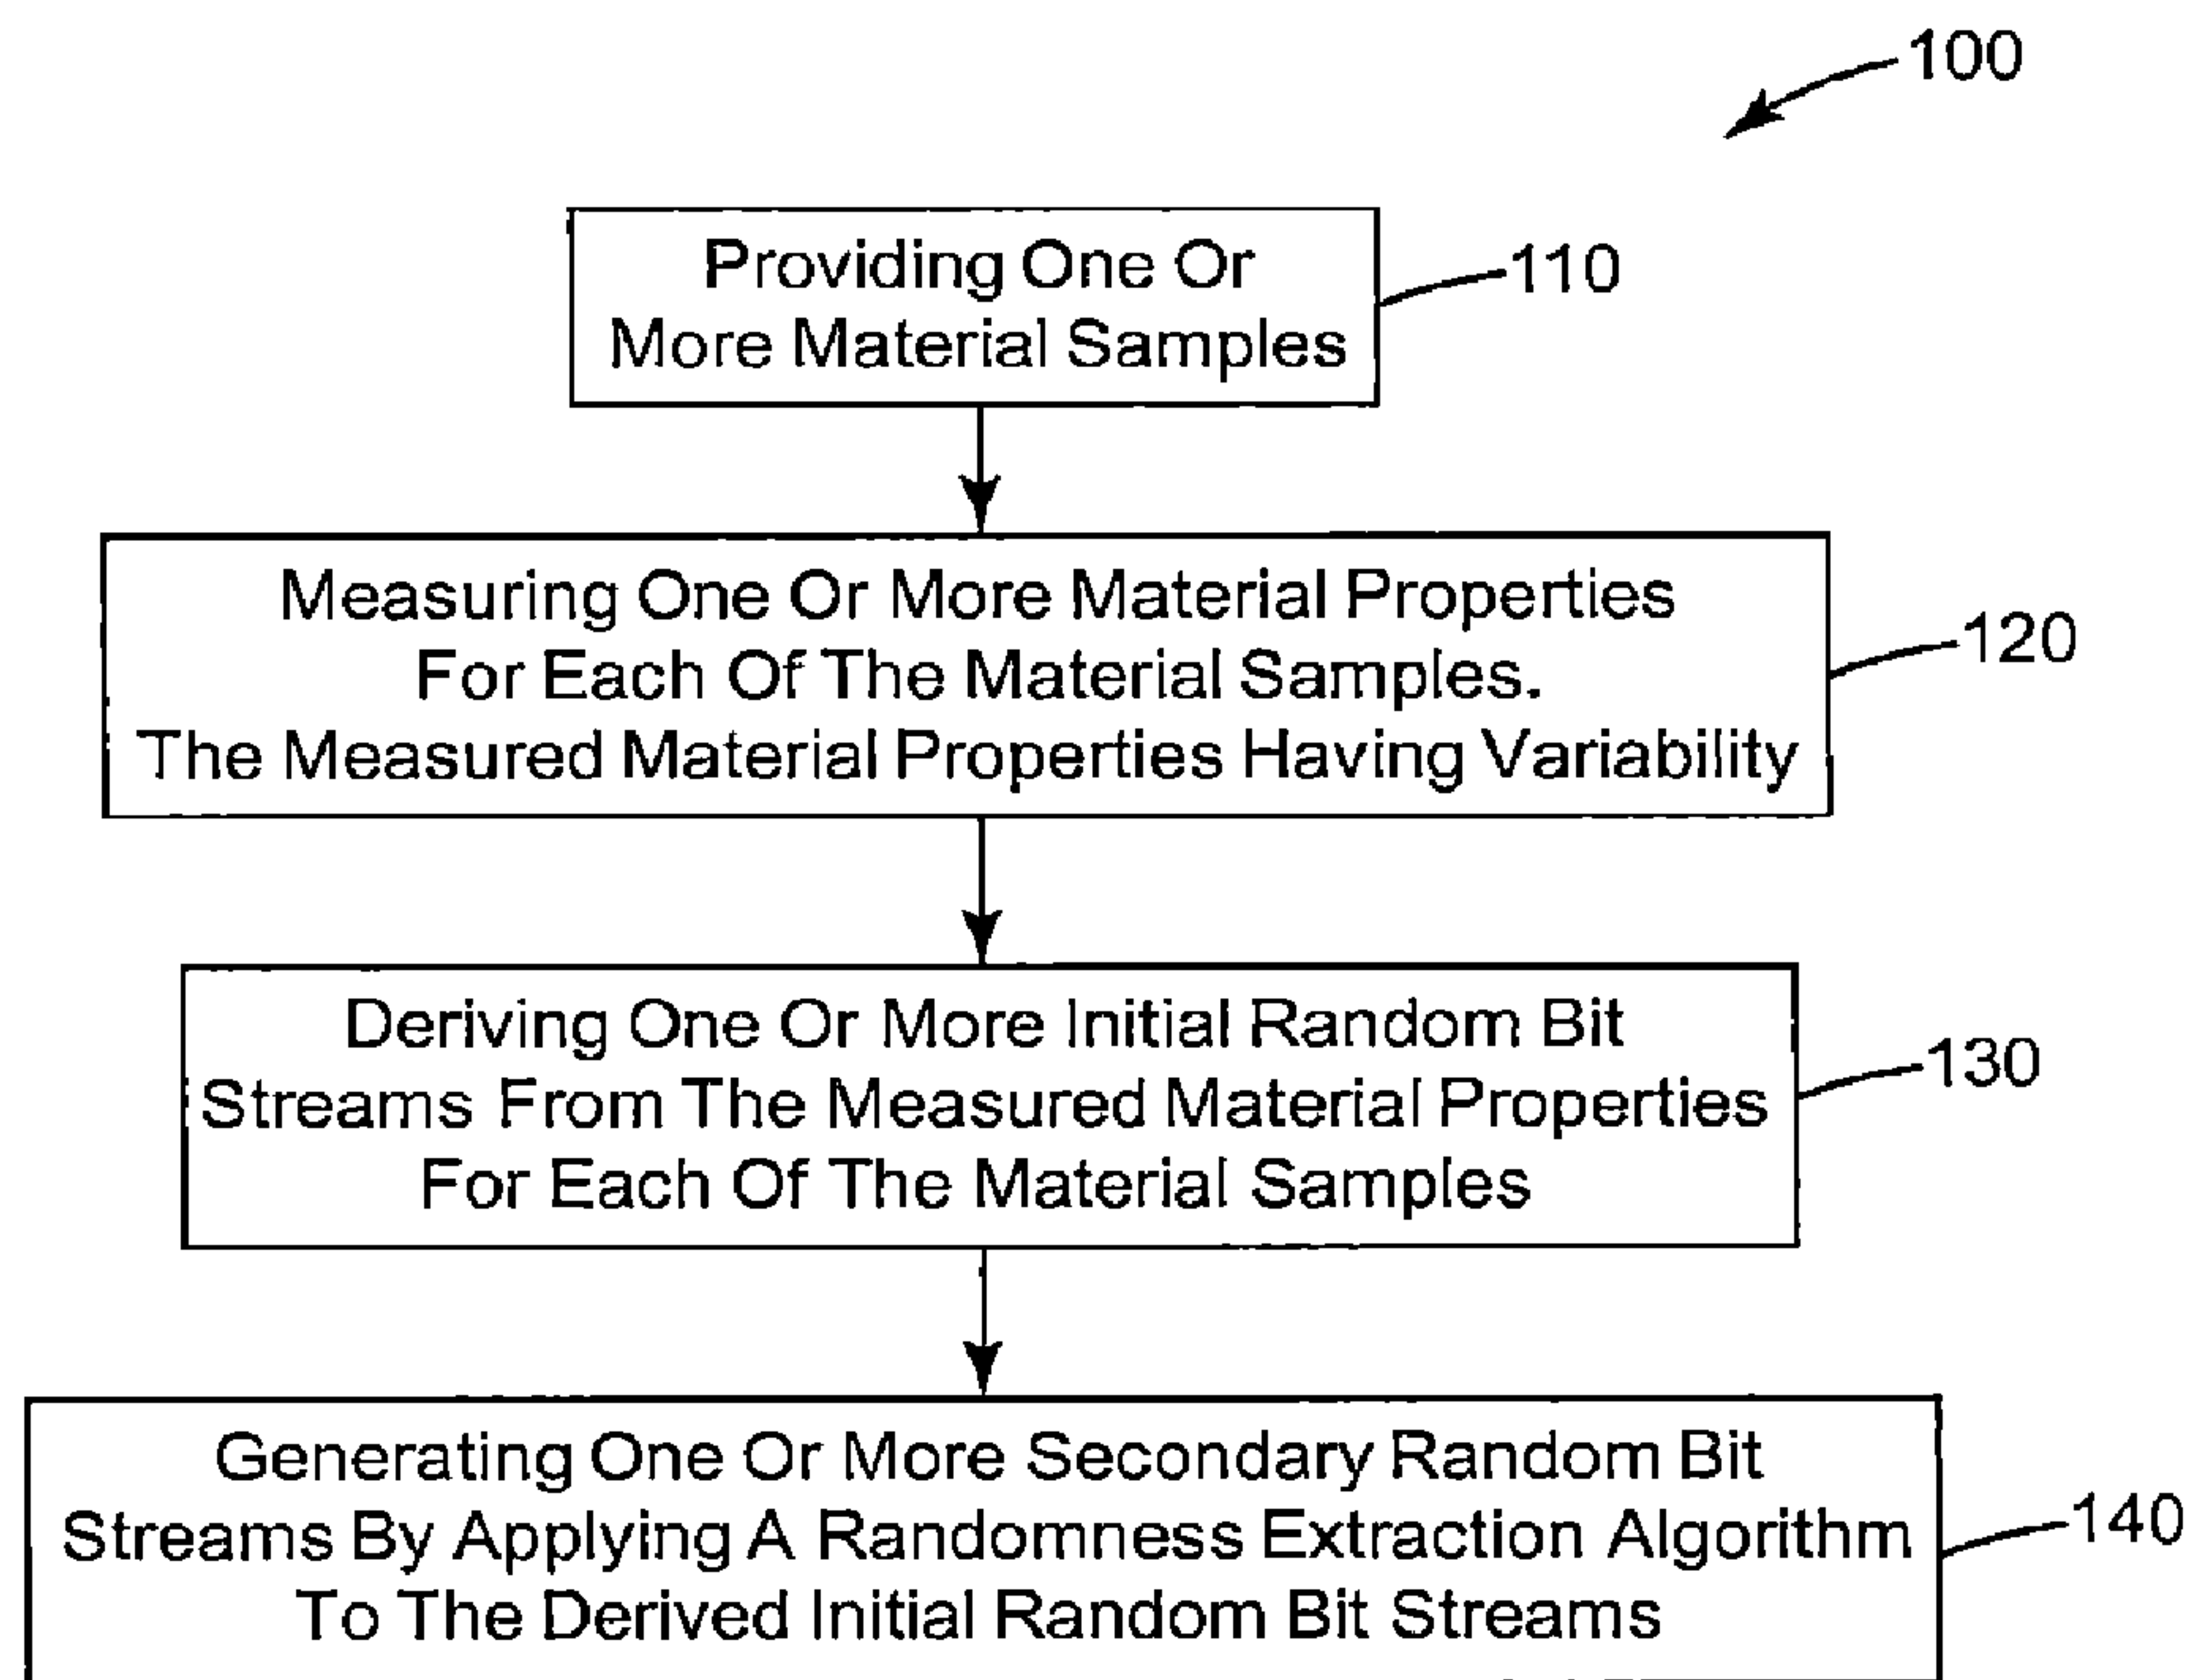 100
Providing One Or
More Material Samples
110
Measuring One Or More Material Properties
For Each Of The Material Samples.
The Measured Material Properties Having Variability
120
Deriving One Or More Initial Random Bit
Streams From The Measured Material Properties
For Each Of The Material Samples
130
Generating One Or More Secondary Random Bit
Streams By Applying A Randomness Extraction Algorithm
To The Derived Initial Random Bit Streams
140